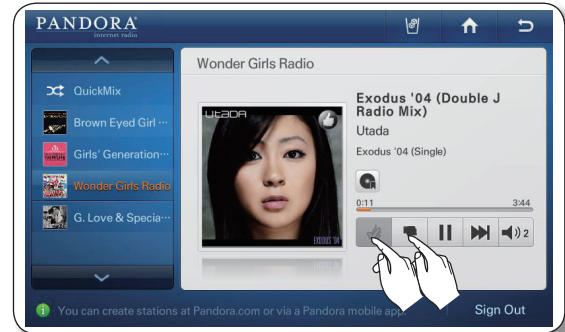 PANDORA
internet radio
QuickMix
Brown Eyed Girl ···
Girls' Generation···
Wonder Girls Radio
G. Love & Specia···
Wonder Girls Radio
UTADA
EXODUS '04
Exodus '04 (Double J
Radio Mix)
Utada
Exodus '04 (Single)
0:11
3:44
2
You can create stations at Pandora.com or via a Pandora mobile app.
Sign Out